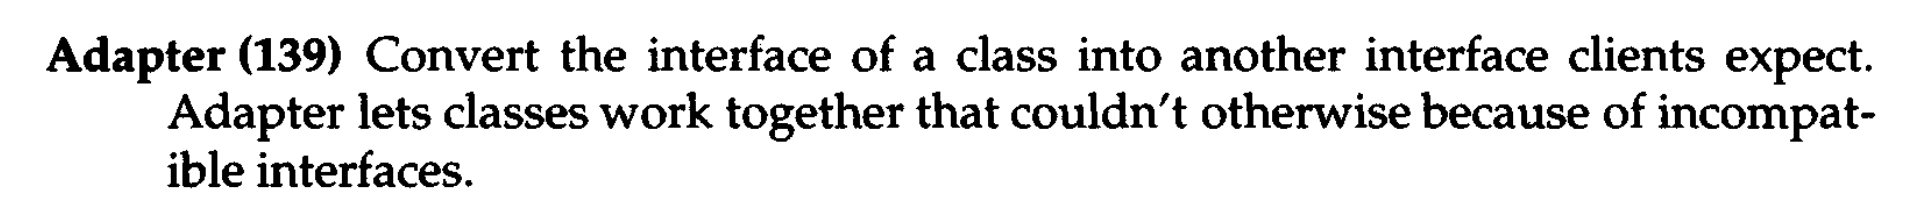 Adapter (139) Convert the interface of a class into another interface clients expect.
Adapter lets classes work together that couldn't otherwise because of incompat-
ible interfaces.